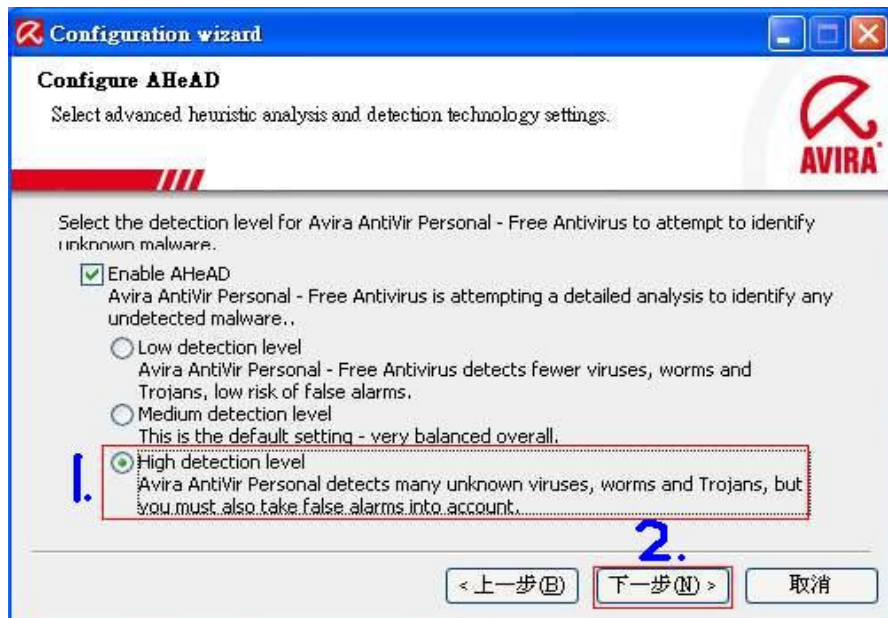 Configuration wizard
Configure AHeAD
Select advanced heuristic analysis and detection technology settings.
AVIRA
Select the detection level for Avira AntiVir Personal - Free Antivirus to attempt to identify
unknown malware.
Enable AHeAD
Avira AntiVir Personal - Free Antivirus is attempting a detailed analysis to identify any
undetected malware..
Low detection level
Avira AntiVir Personal - Free Antivirus detects fewer viruses, worms and
Trojans, low risk of false alarms.
Medium detection level
This is the default setting - very balanced overall.
1.
High detection level
Avira AntiVir Personal detects many unknown viruses, worms and Trojans, but
you must also take false alarms into account.
2.
<上一步(B) 下一步(N)> 取消